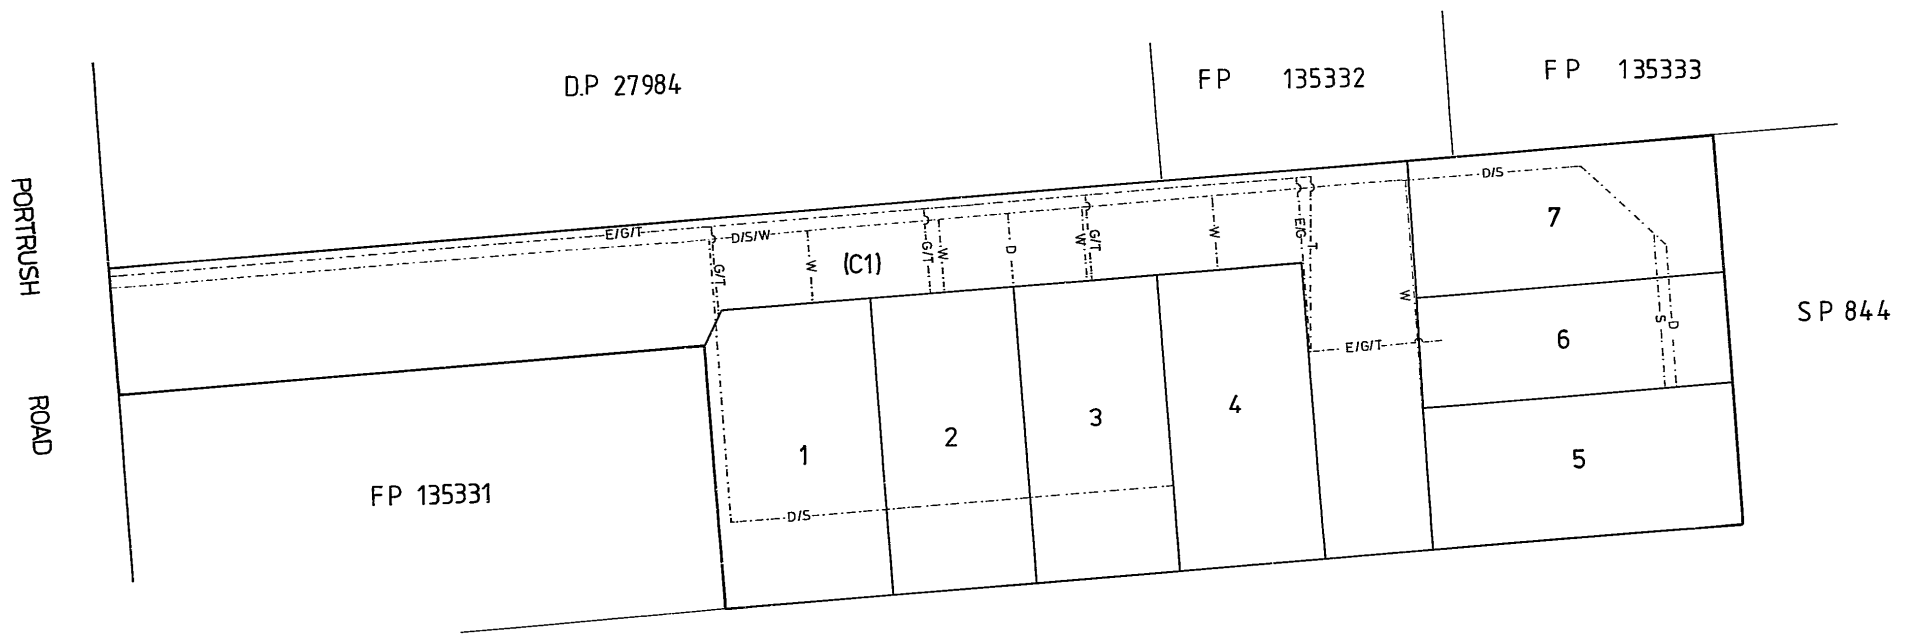 D.P 27984
FP 135332
FP 135333
PORTRUSH
ROAD
E/G/T
D/S/W
G/T
W
(C1)
G/T
W
D
W
G/T
W
E/G
T
W
D/S
7
6
5
S
D
SP 844
E/G/T
1
2
3
4
D/S
FP 135331